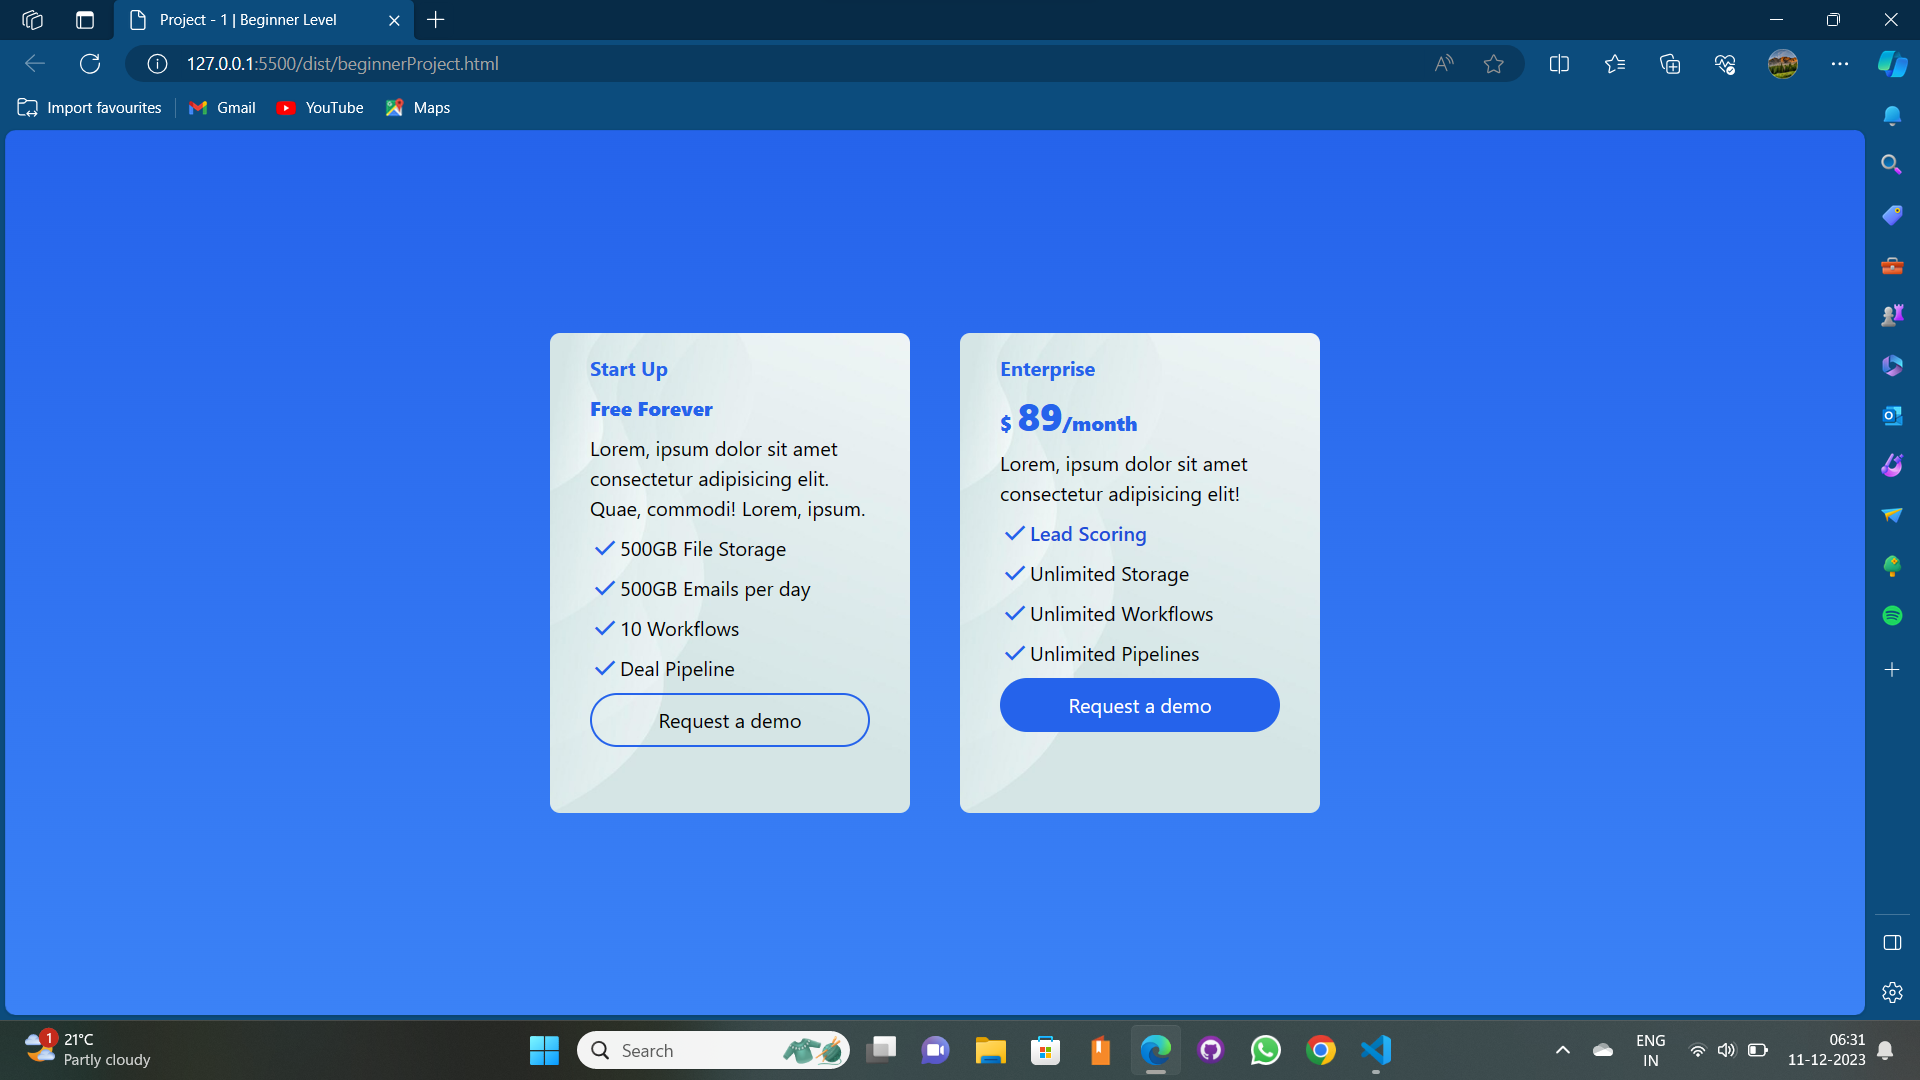 Project - 1 | Beginner Level
127.0.0.1:5500/dist/beginnerProject.html
Import favourites
Gmail
YouTube
Maps
Start Up
Free Forever
Lorem, ipsum dolor sit amet
consectetur adipisicing elit.
Quae, commodi! Lorem, ipsum.
500GB File Storage
500GB Emails per day
10 Workflows
Deal Pipeline
Request a demo
Enterprise
$ 89/month
Lorem, ipsum dolor sit amet
consectetur adipisicing elit!
Lead Scoring
Unlimited Storage
Unlimited Workflows
Unlimited Pipelines
Request a demo
1
21°C
Partly cloudy
Search
ENG
IN
06:31
11-12-2023